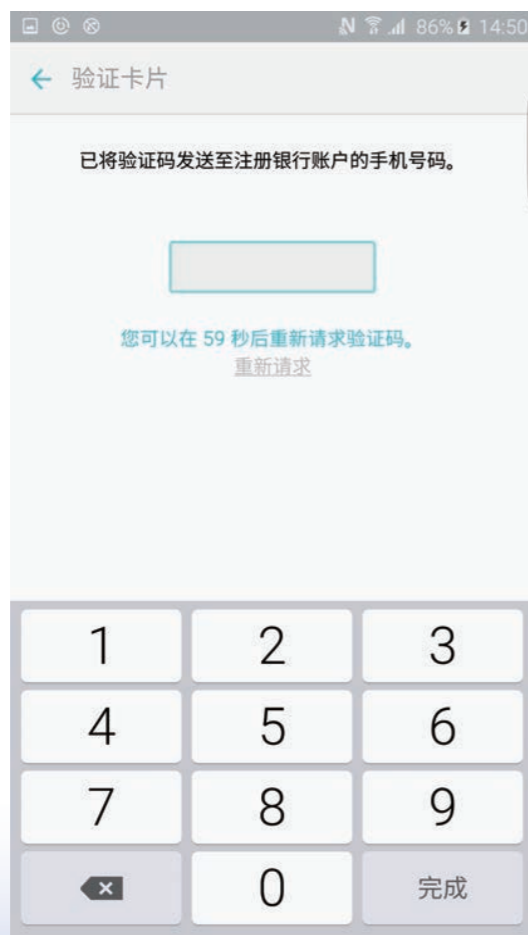 86% 14:50
验证卡片
已将验证码发送至注册银行账户的手机号码。
您可以在 59 秒后重新请求验证码。
重新请求
1 2 3
4 5 6
7 8 9
0 完成